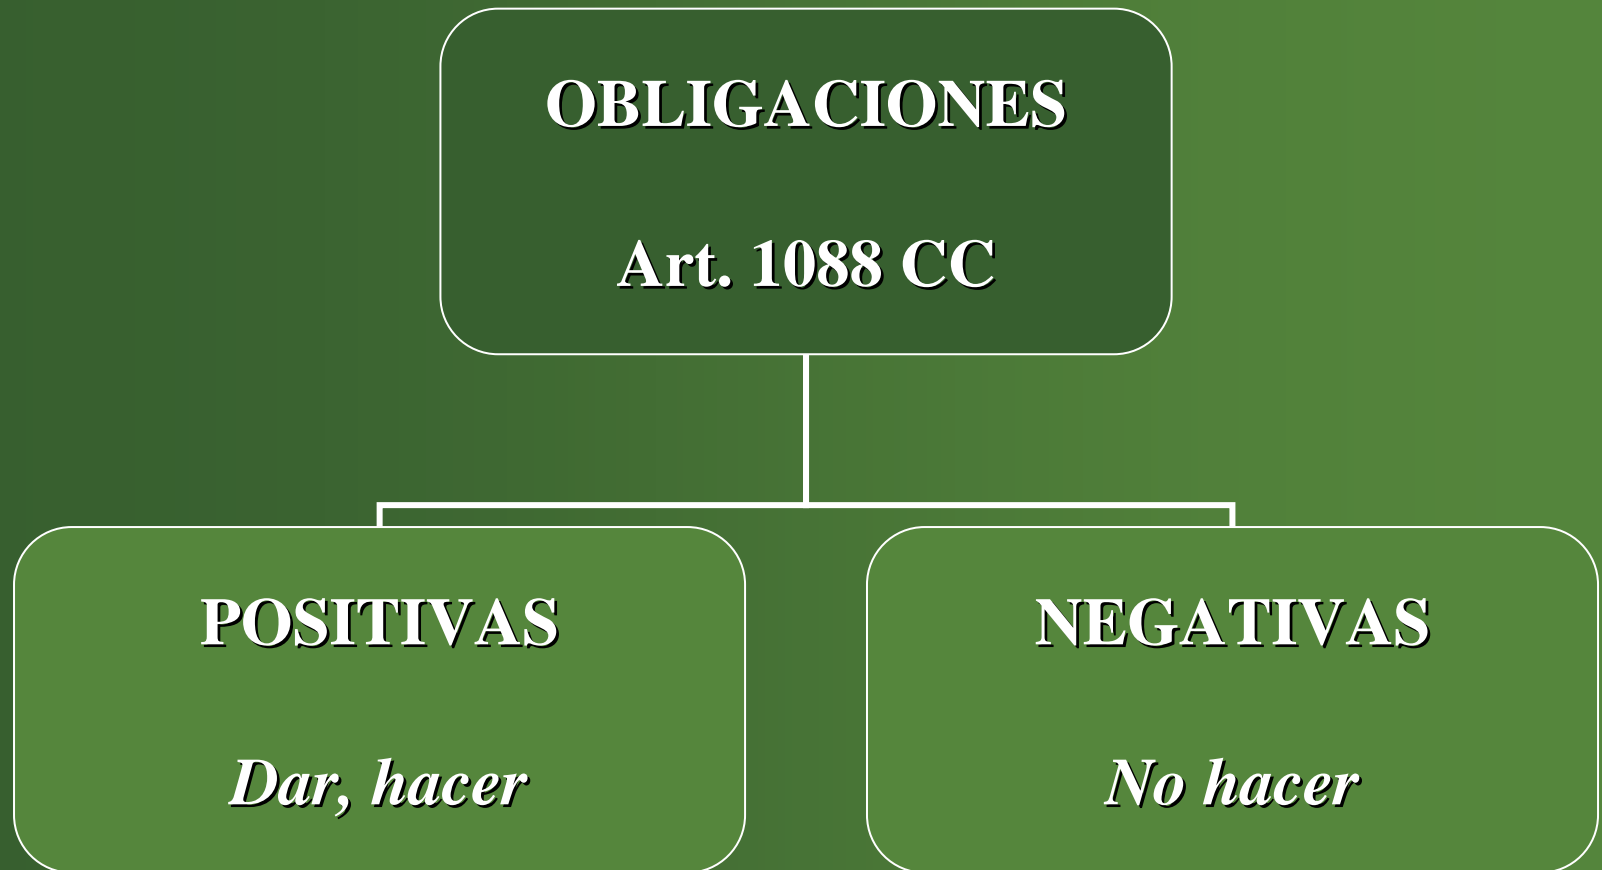 OBLIGACIONES
Art. 1088 CC
POSITIVAS
Dar, hacer
NEGATIVAS
No hacer